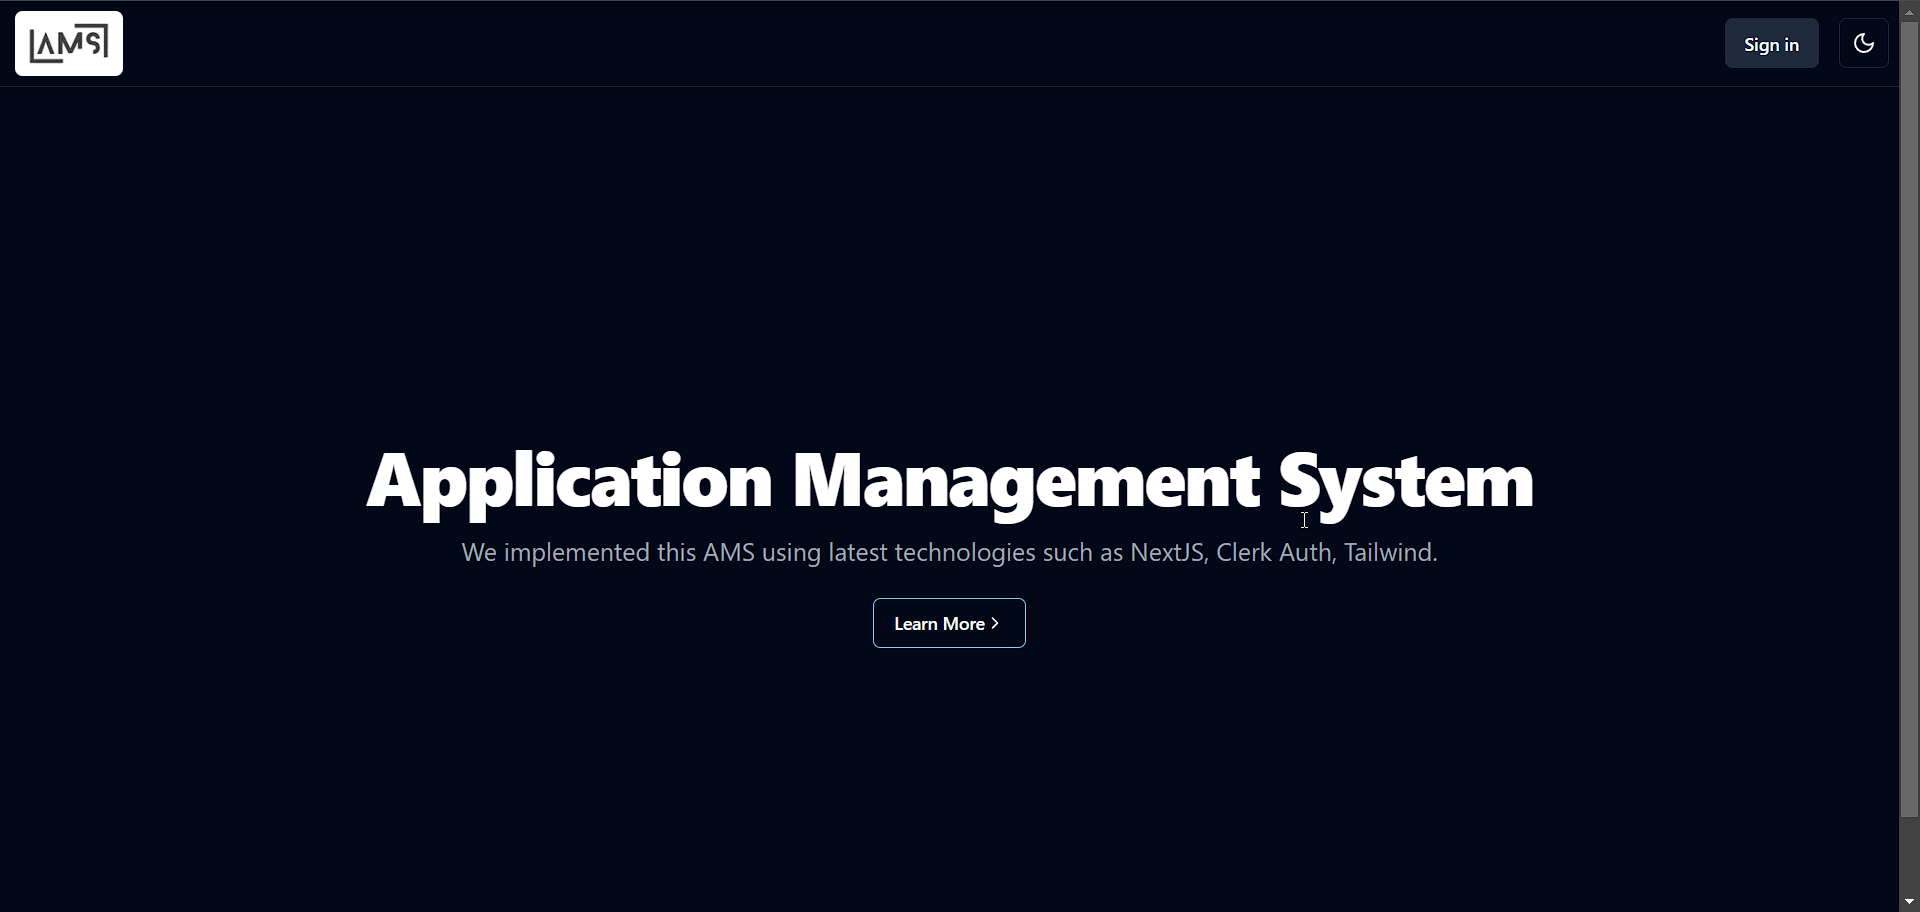 AMS
Sign in
Application Management System
We implemented this AMS using latest technologies such as NextJS, Clerk Auth, Tailwind.
Learn More